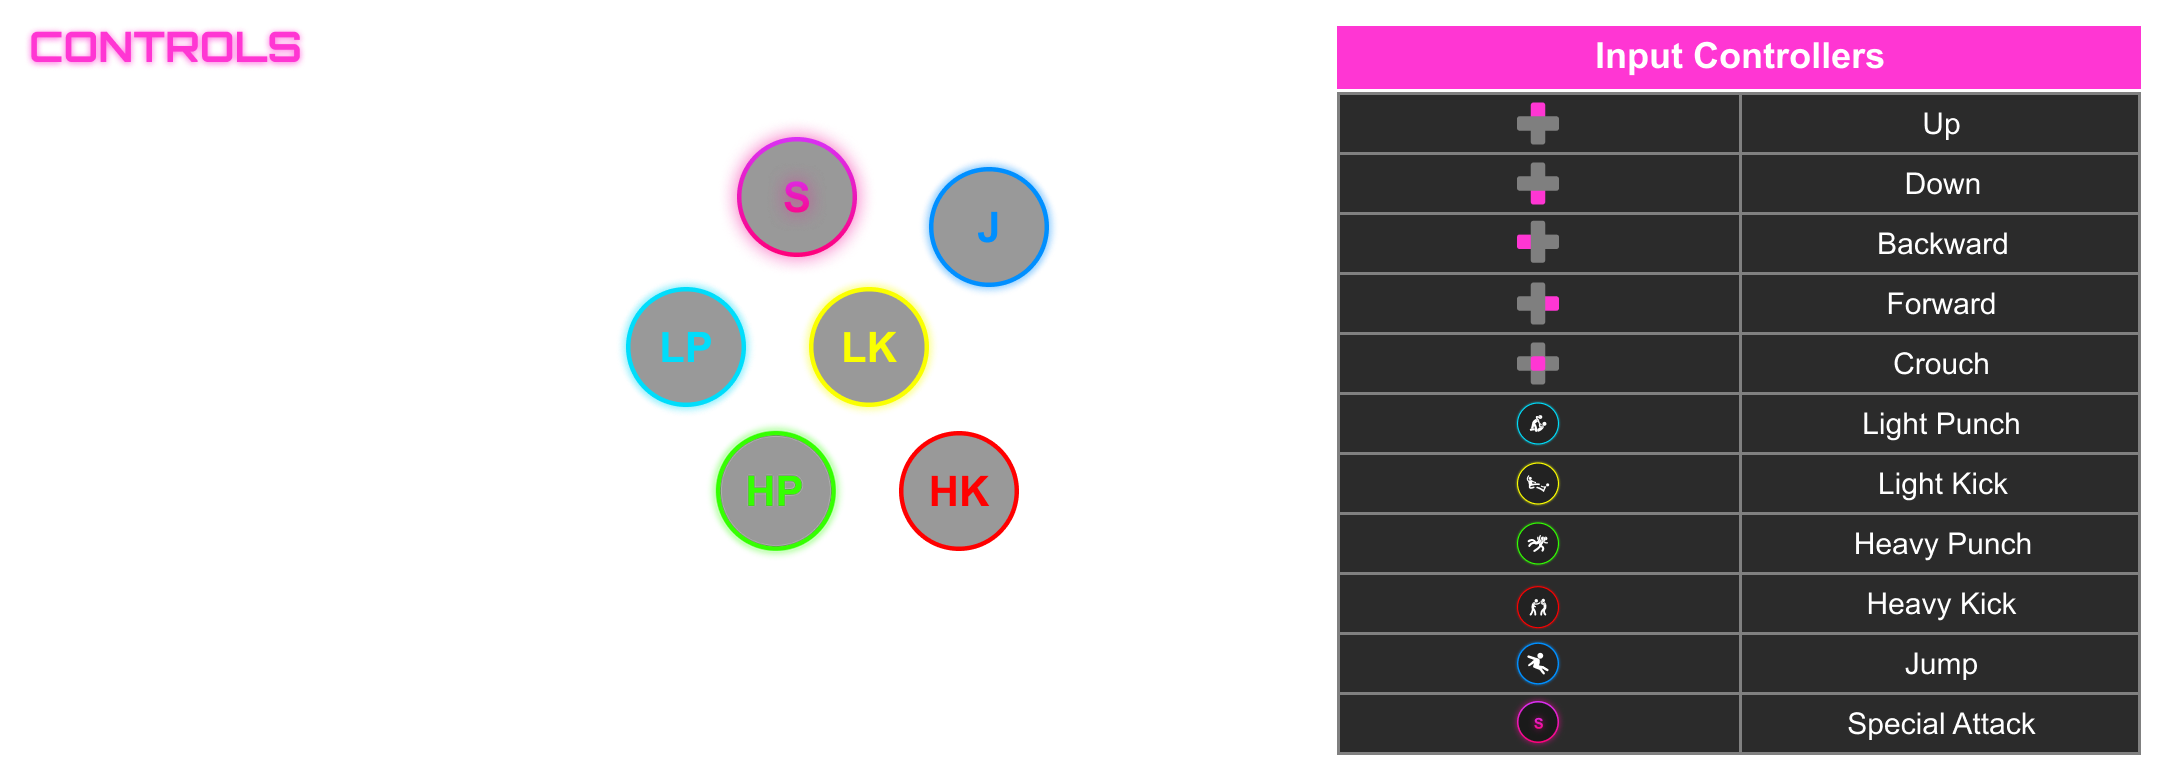 CONTROLS
S
J
LP
LK
HP
HK
Input Controllers
Up
Down
Backward
Forward
Crouch
Light Punch
Light Kick
Heavy Punch
Heavy Kick
Jump
S
Special Attack